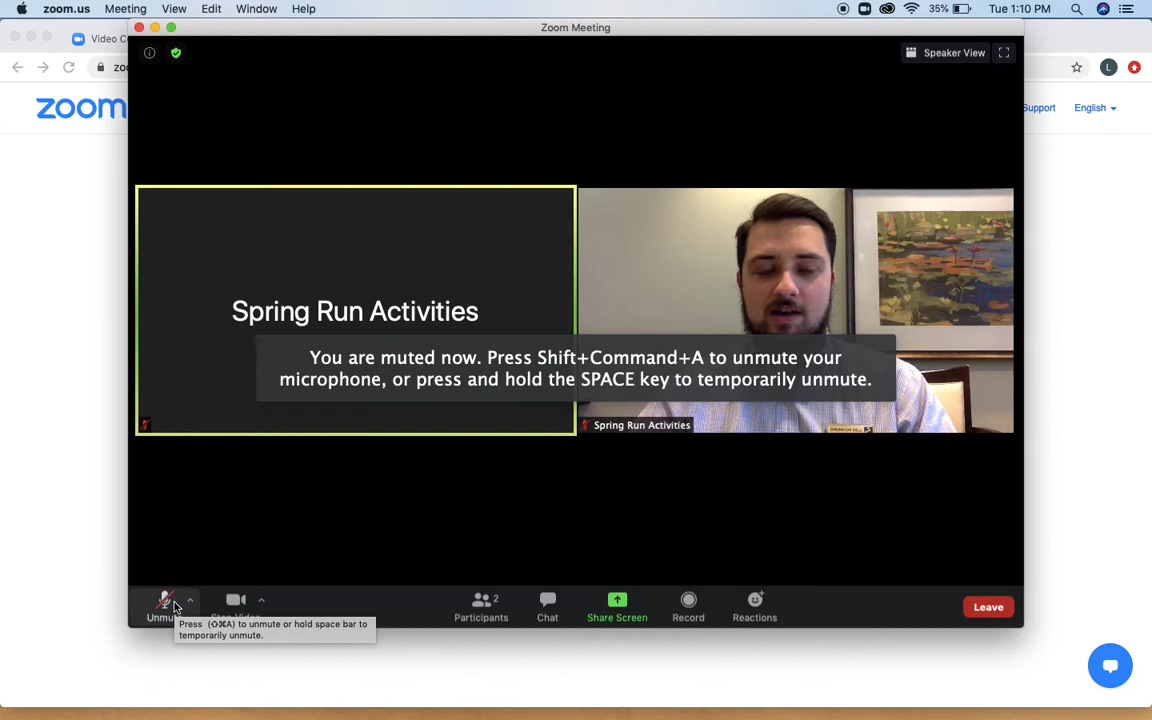 zoom.us Meeting View Edit Window Help 35% Tue 1:10 PM
Zoom Meeting
Video C
Speaker View
zoo
L
zoom
Support
English
Spring Run Activities
You are muted now. Press Shift+Command+A to unmute your
microphone, or press and hold the SPACE key to temporarily unmute.
Spring Run Activities
2
Unmu
Participants
Chat
Share Screen
Record
Reactions
Leave
Press (⇧⌘A) to unmute or hold space bar to
temporarily unmute.